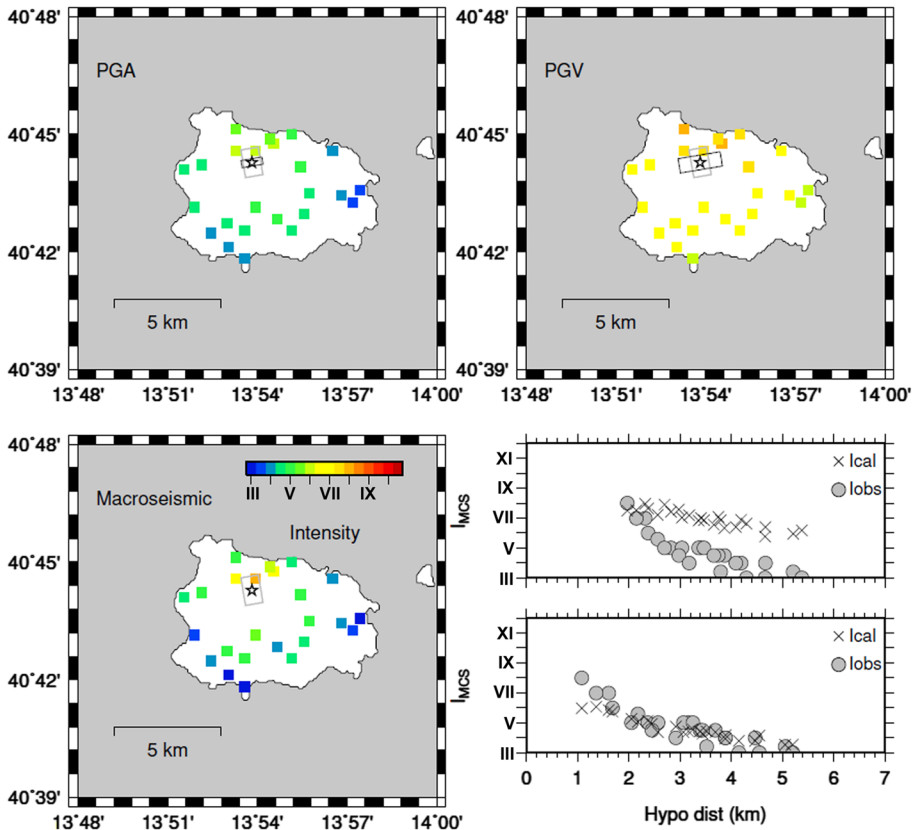 40°48' 40°48'
PGA PGV
40°45' 40°45'
40°42' 40°42'
5 km 5 km
40°39' 40°39'
13°48' 13°51' 13°54' 13°57' 14°00' 13°48' 13°51' 13°54' 13°57' 14°00'
40°48'
Macroseismic
III V VII IX
Intensity
40°45'
40°42'
5 km
40°39'
13°48' 13°51' 13°54' 13°57' 14°00'
XI × Ical
IX Iobs
VII
V
III
IMCS
XI × Ical
IX Iobs
VII
V
III
IMCS
0 1 2 3 4 5 6 7
Hypo dist (km)